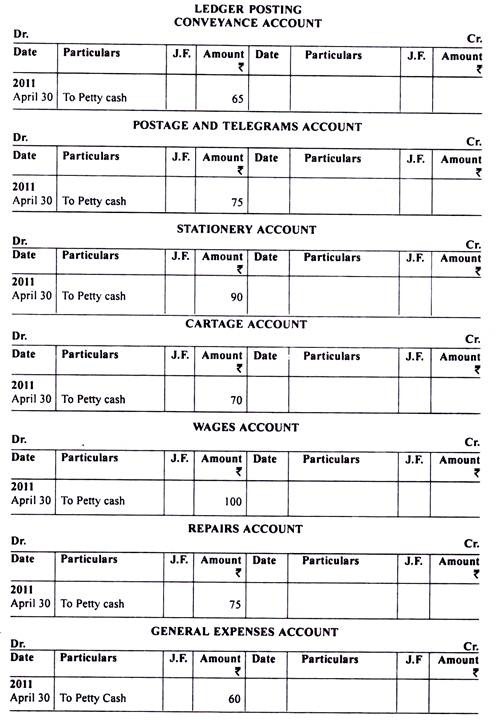 LEDGER POSTING
CONVEYANCE ACCOUNT
Dr. Cr.
Date Particulars J.F. Amount Date Particulars J.F. Amount
₹ ₹
2011
April 30 To Petty cash 65
POSTAGE AND TELEGRAMS ACCOUNT
Dr. Cr.
Date Particulars J.F. Amount Date Particulars J.F. Amount
₹ ₹
2011
April 30 To Petty cash 75
STATIONERY ACCOUNT
Dr. Cr.
Date Particulars J.F. Amount Date Particulars J.F. Amount
₹ ₹
2011
April 30 To Petty cash 90
CARTAGE ACCOUNT
Dr. Cr.
Date Particulars J.F. Amount Date Particulars J.F. Amount
₹ ₹
2011
April 30 To Petty cash 70
WAGES ACCOUNT
Dr. Cr.
Date Particulars J.F. Amount Date Particulars J.F. Amount
₹ ₹
2011
April 30 To Petty cash 100
REPAIRS ACCOUNT
Dr. Cr.
Date Particulars J.F. Amount Date Particulars J.F. Amount
₹ ₹
2011
April 30 To Petty cash 75
GENERAL EXPENSES ACCOUNT
Dr. Cr.
Date Particulars J.F. Amount Date Particulars J.F Amount
₹ ₹
2011
April 30 To Petty Cash 60